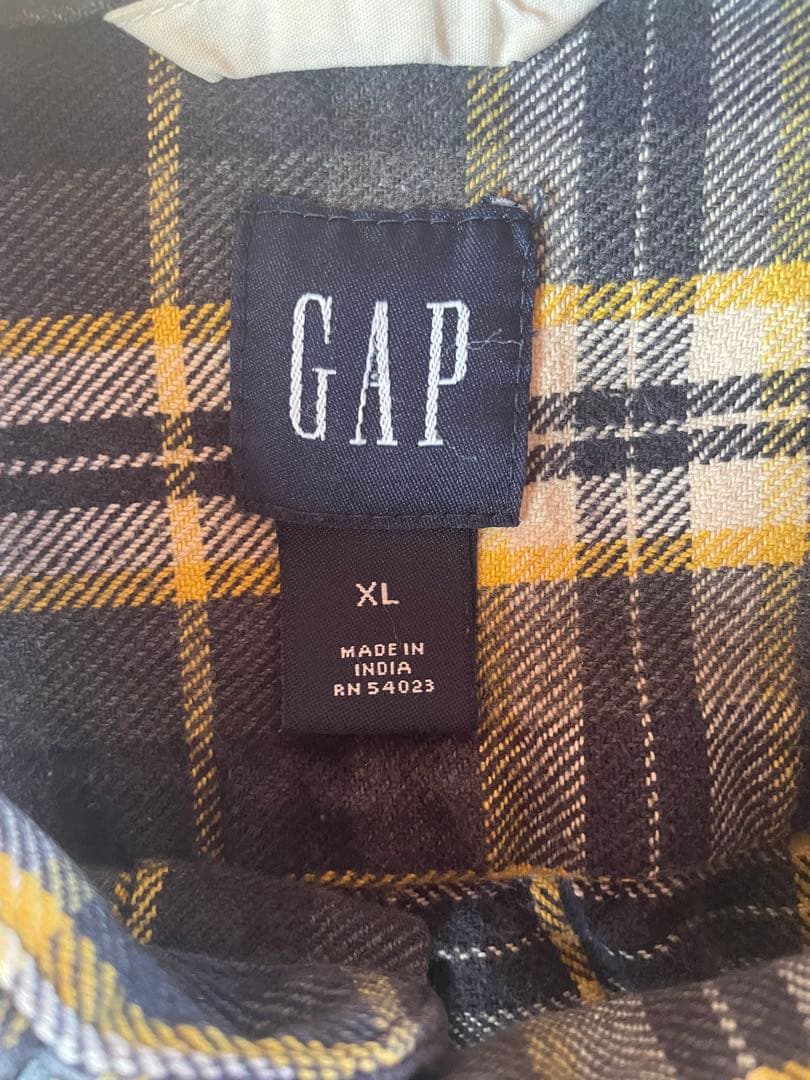 GAP
XL
MADE IN
INDIA
RN 54023